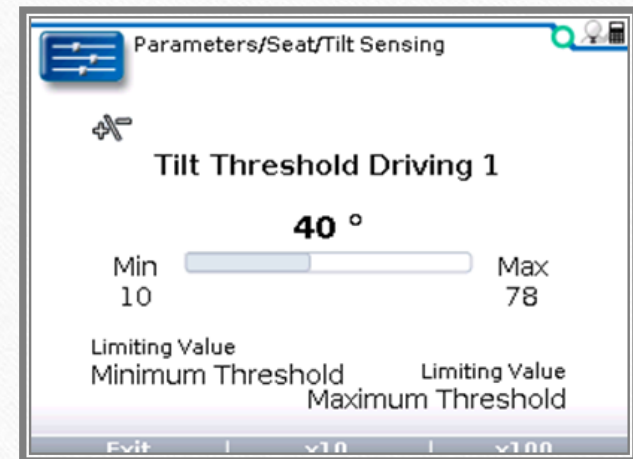 Parameters/Seat/Tilt Sensing
Tilt Threshold Driving 1
40 °
Min Max
10 78
Limiting Value
Minimum Threshold
Limiting Value
Maximum Threshold
Exit | x10 | x100